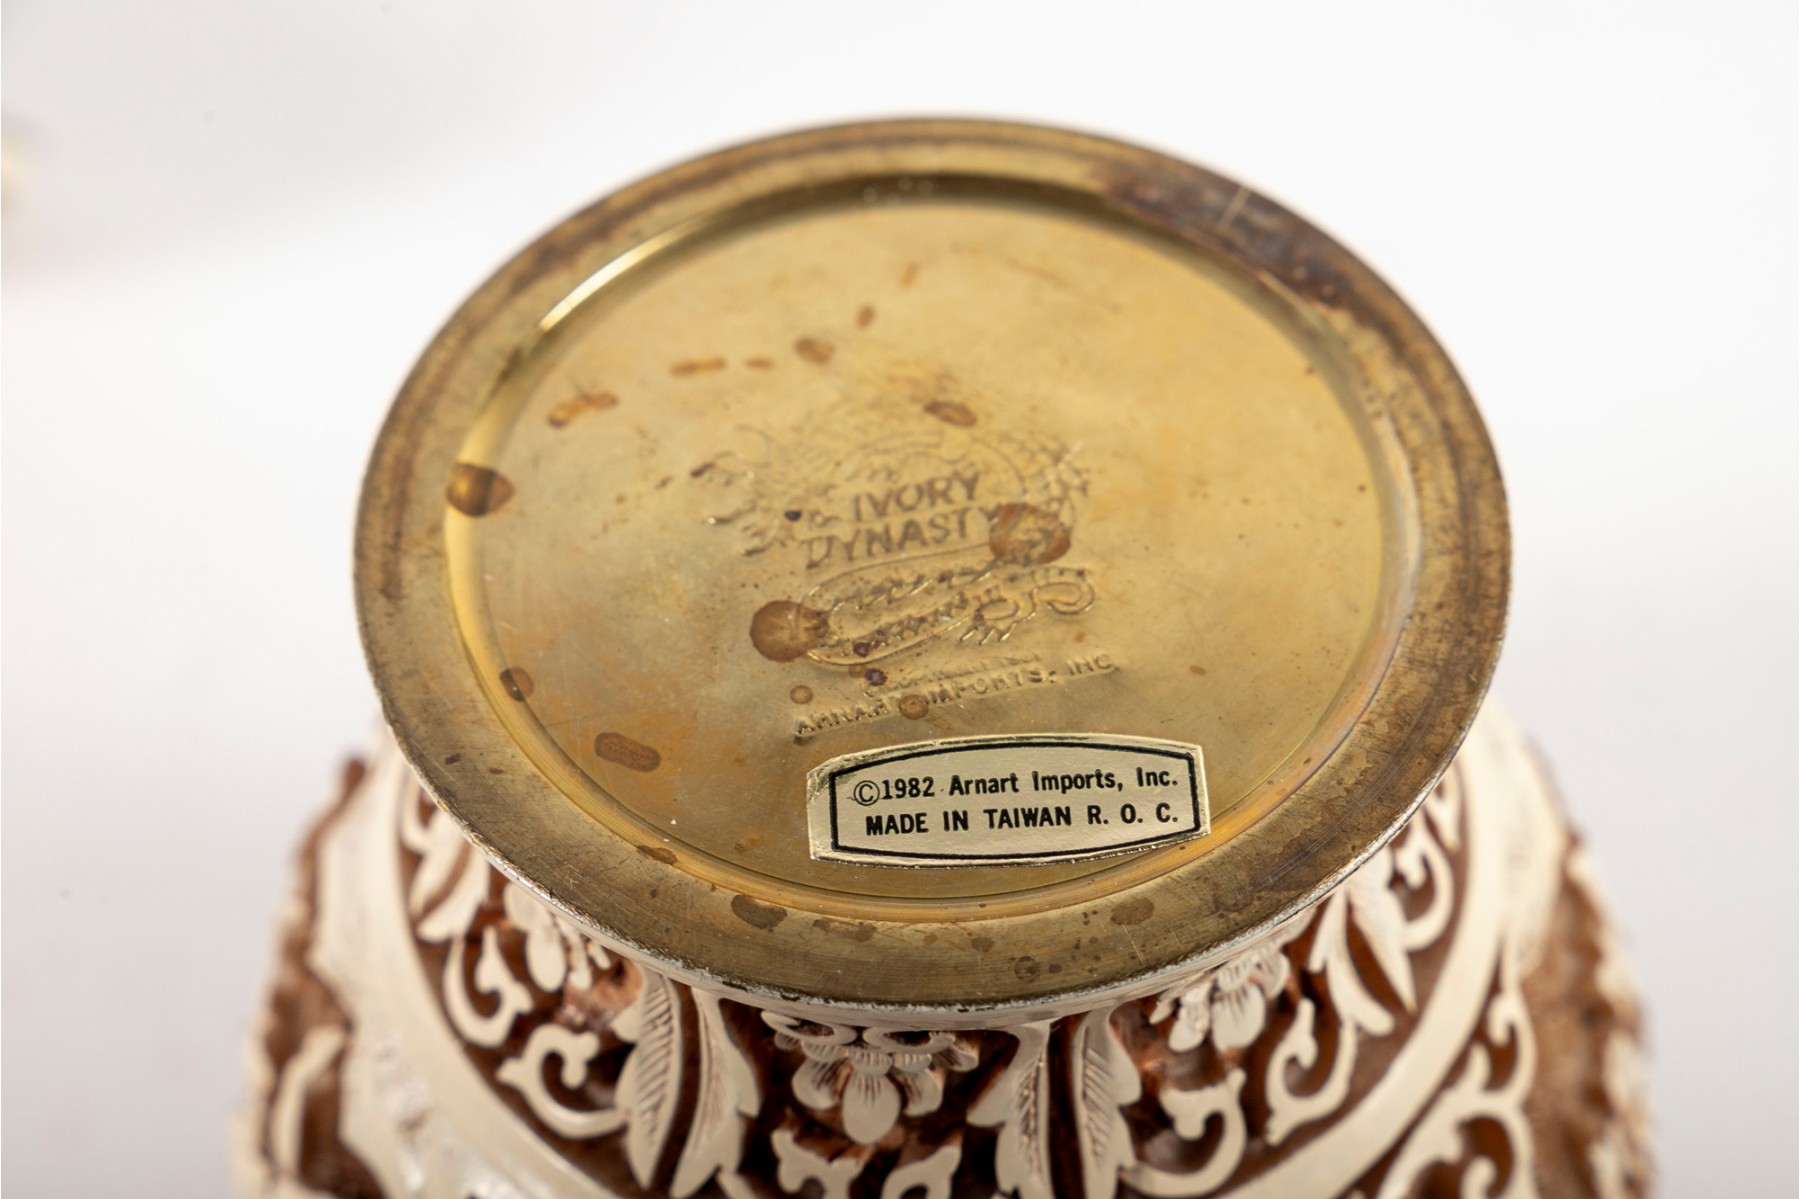 IVORY
DYNASTY
ARNART IMPORTS, INC.
©1982 Arnart Imports, Inc.
MADE IN TAIWAN R. O. C.